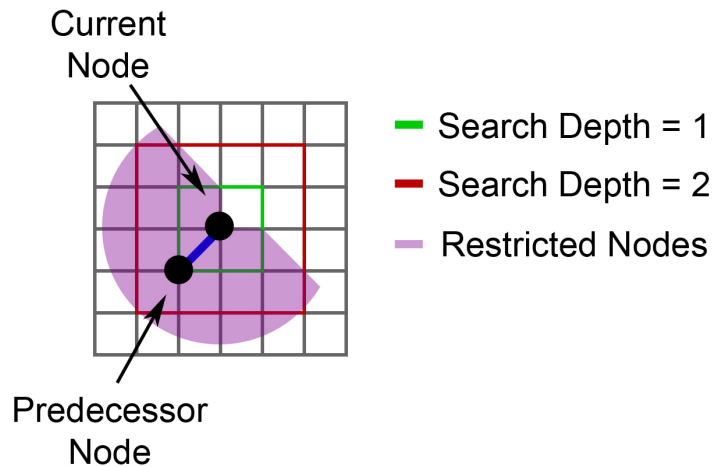 Current
Node
Search Depth = 1
Search Depth = 2
Restricted Nodes
Predecessor
Node